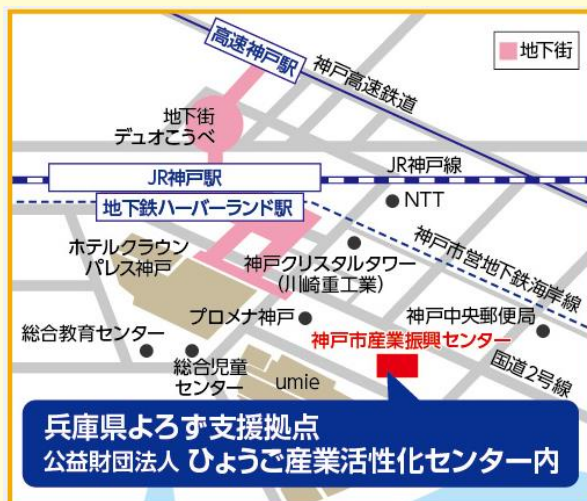 高速神戸駅
神戸高速鉄道
地下街
地下街
デュオこうべ
JR神戸線
JR神戸駅
地下鉄ハーバーランド駅
NTT
神戸市営地下鉄海岸線
ホテルクラウン
パレス神戸
神戸クリスタルタワー
(川崎重工業)
プロメナ神戸
神戸中央郵便局
総合教育センター
神戸市産業振興センター
総合児童
センター
umie
国道2号線
兵庫県よろず支援拠点
公益財団法人 ひょうご産業活性化センター内